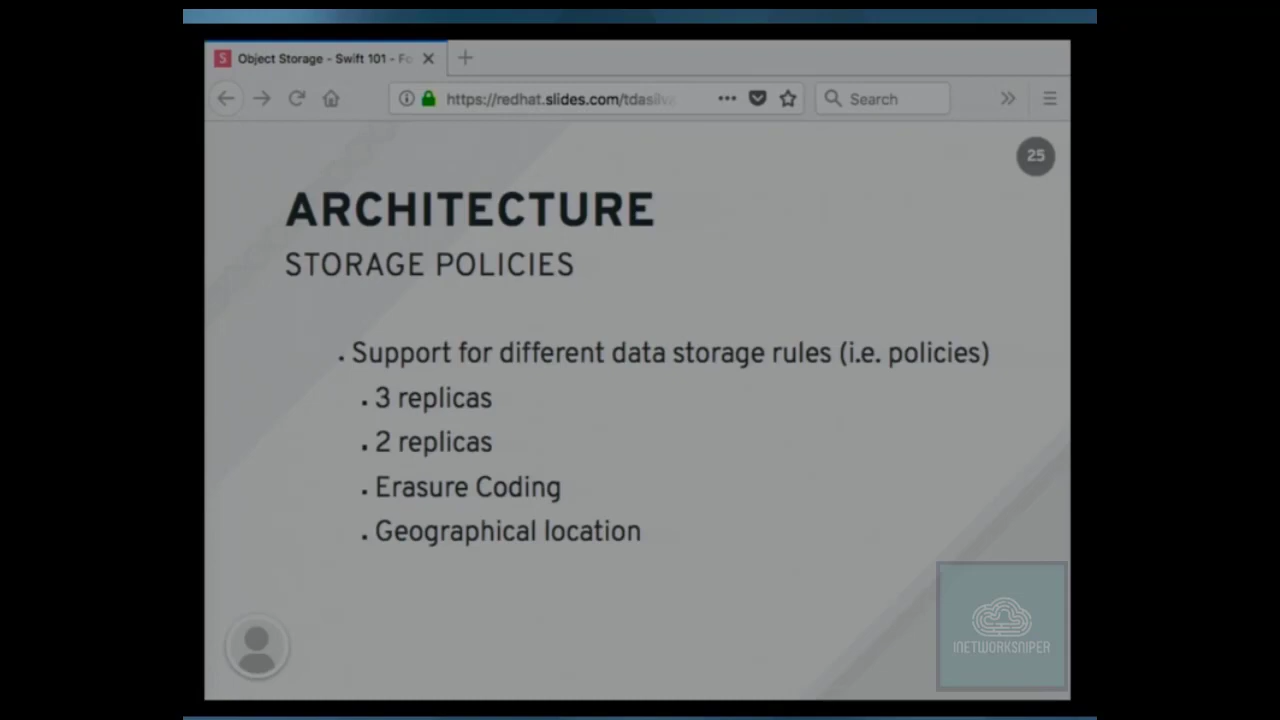 Object Storage - Swift 101 - Fo
https://redhat.slides.com/tdasilva
Search
25
ARCHITECTURE
STORAGE POLICIES
. Support for different data storage rules (i.e. policies)
. 3 replicas
. 2 replicas
. Erasure Coding
. Geographical location
INETWORKSNIPER